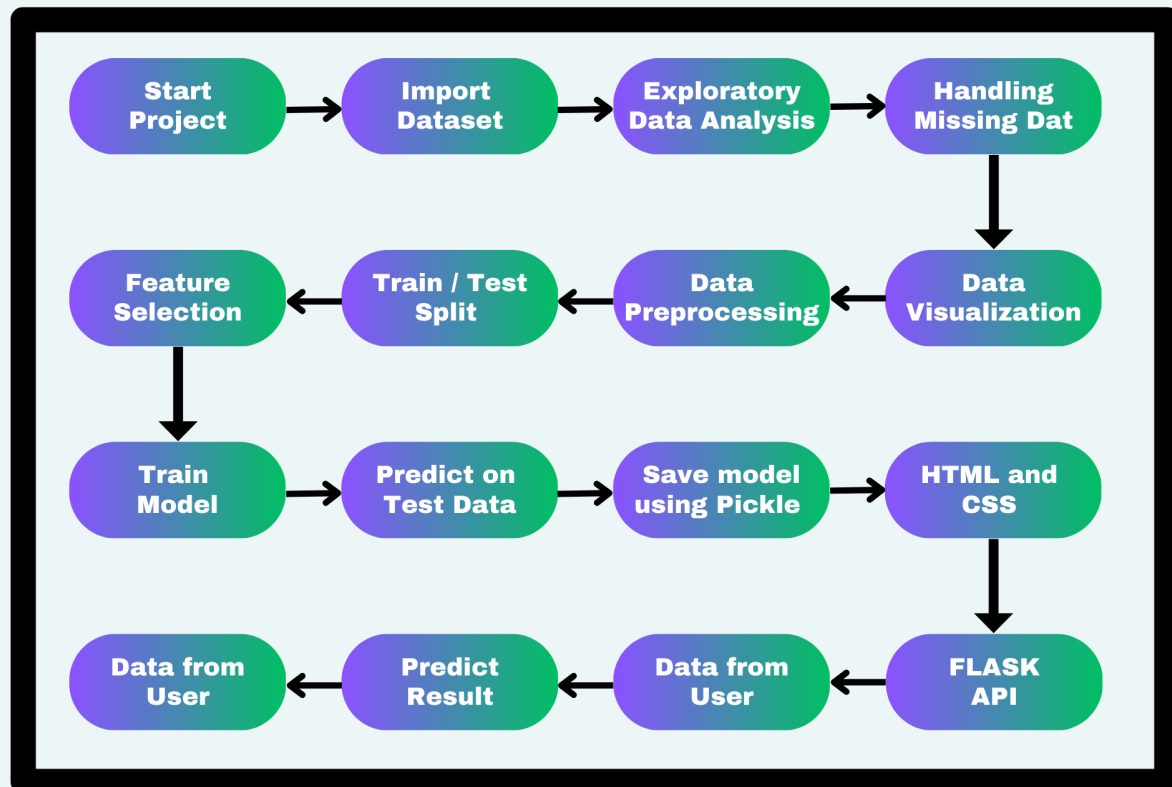 Start
Project
Import
Dataset
Exploratory
Data Analysis
Handling
Missing Dat
Feature
Selection
Train / Test
Split
Data
Preprocessing
Data
Visualization
Train
Model
Predict on
Test Data
Save model
using Pickle
HTML and
CSS
Data from
User
Predict
Result
Data from
User
FLASK
API